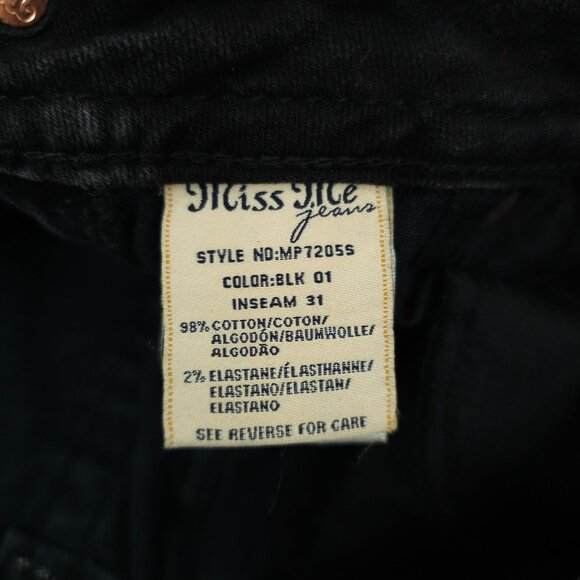 Miss Me
jeans
STYLE NO:MP7205S
COLOR:BLK 01
INSEAM 31
98% COTTON/COTON/
ALGODÓN/BAUMWOLLE/
ALGODÃO
2% ELASTANE/ÉLASTHANNE/
ELASTANO/ELASTAN/
ELASTANO
SEE REVERSE FOR CARE